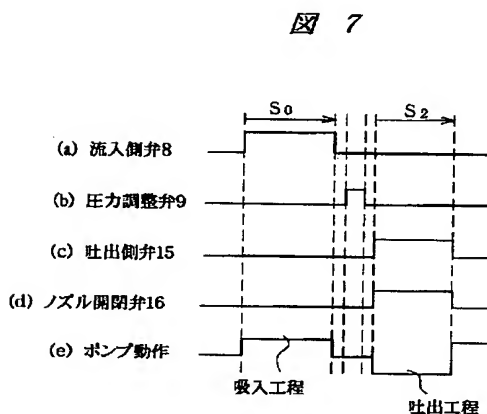 図 7
S0 S2
(a) 流入側弁8
(b) 圧力調整弁9
(c) 吐出側弁15
(d) ノズル開閉弁16
(e) ポンプ動作
吸入工程
吐出工程